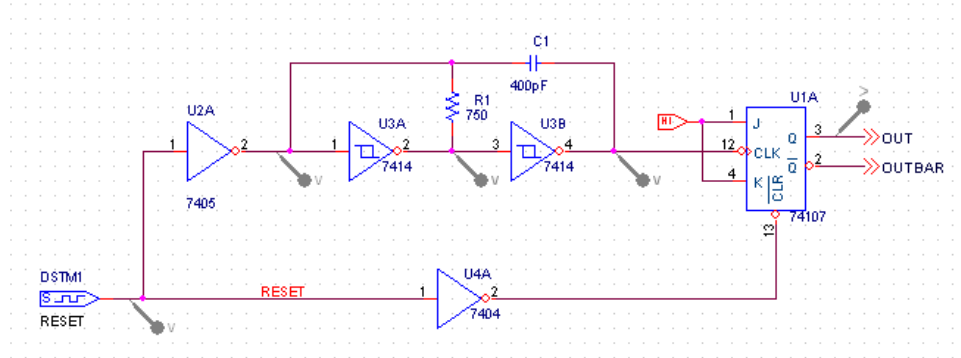 C1
400pF
R1
750
U2A
1
2
7405
U3A
1
2
7414
U3B
3
4
7414
HI
U1A
1
J
Q
3
OUT
12
CLK
Q
2
OUTBAR
4
K
CLR
74107
13
V
V
V
>
DSTM1
S
RESET
RESET
V
U4A
1
2
7404